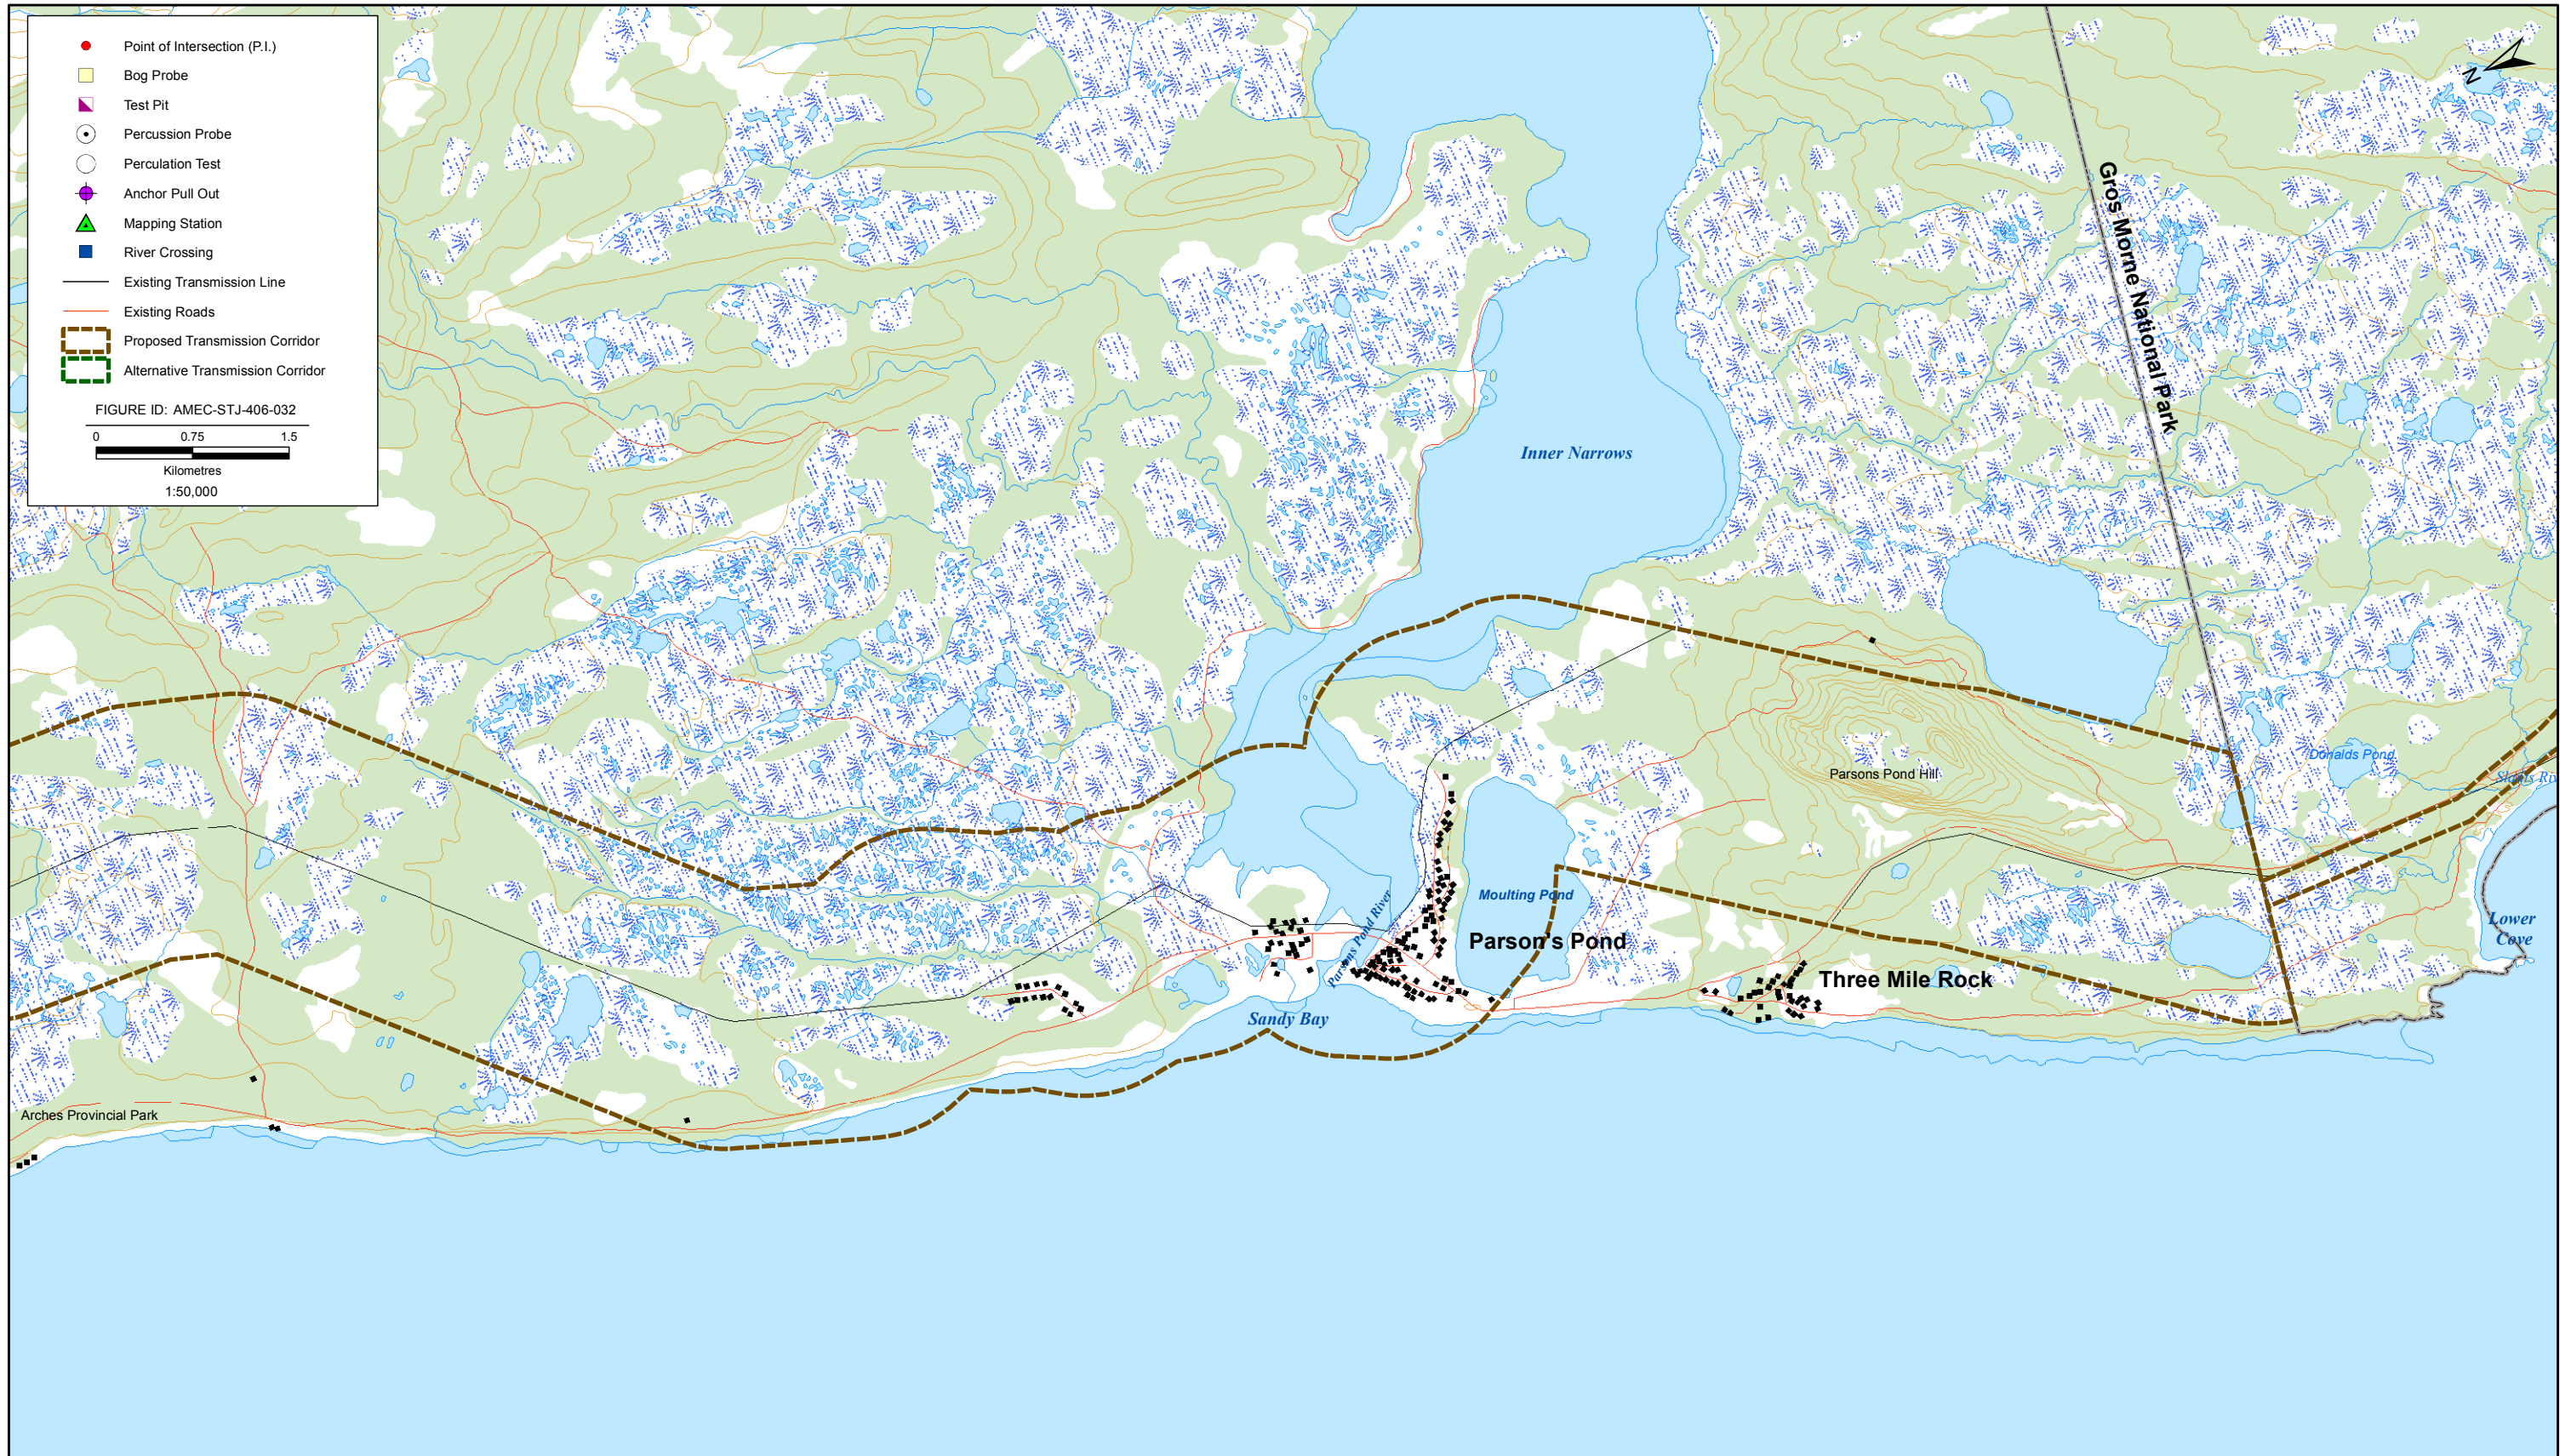 Point of Intersection (P.I.)
Bog Probe
Test Pit
Percussion Probe
Perculation Test
Anchor Pull Out
Mapping Station
River Crossing
Existing Transmission Line
Existing Roads
Proposed Transmission Corridor
Alternative Transmission Corridor
FIGURE ID: AMEC-STJ-406-032
0 0.75 1.5
Kilometres
1:50,000
N
Gros Morne National Park
Inner Narrows
Donalds Pond
Parsons Pond Hill
Moulting Pond
Parsons Pond River
Parson's Pond
Lower
Cove
Three Mile Rock
Sandy Bay
Arches Provincial Park